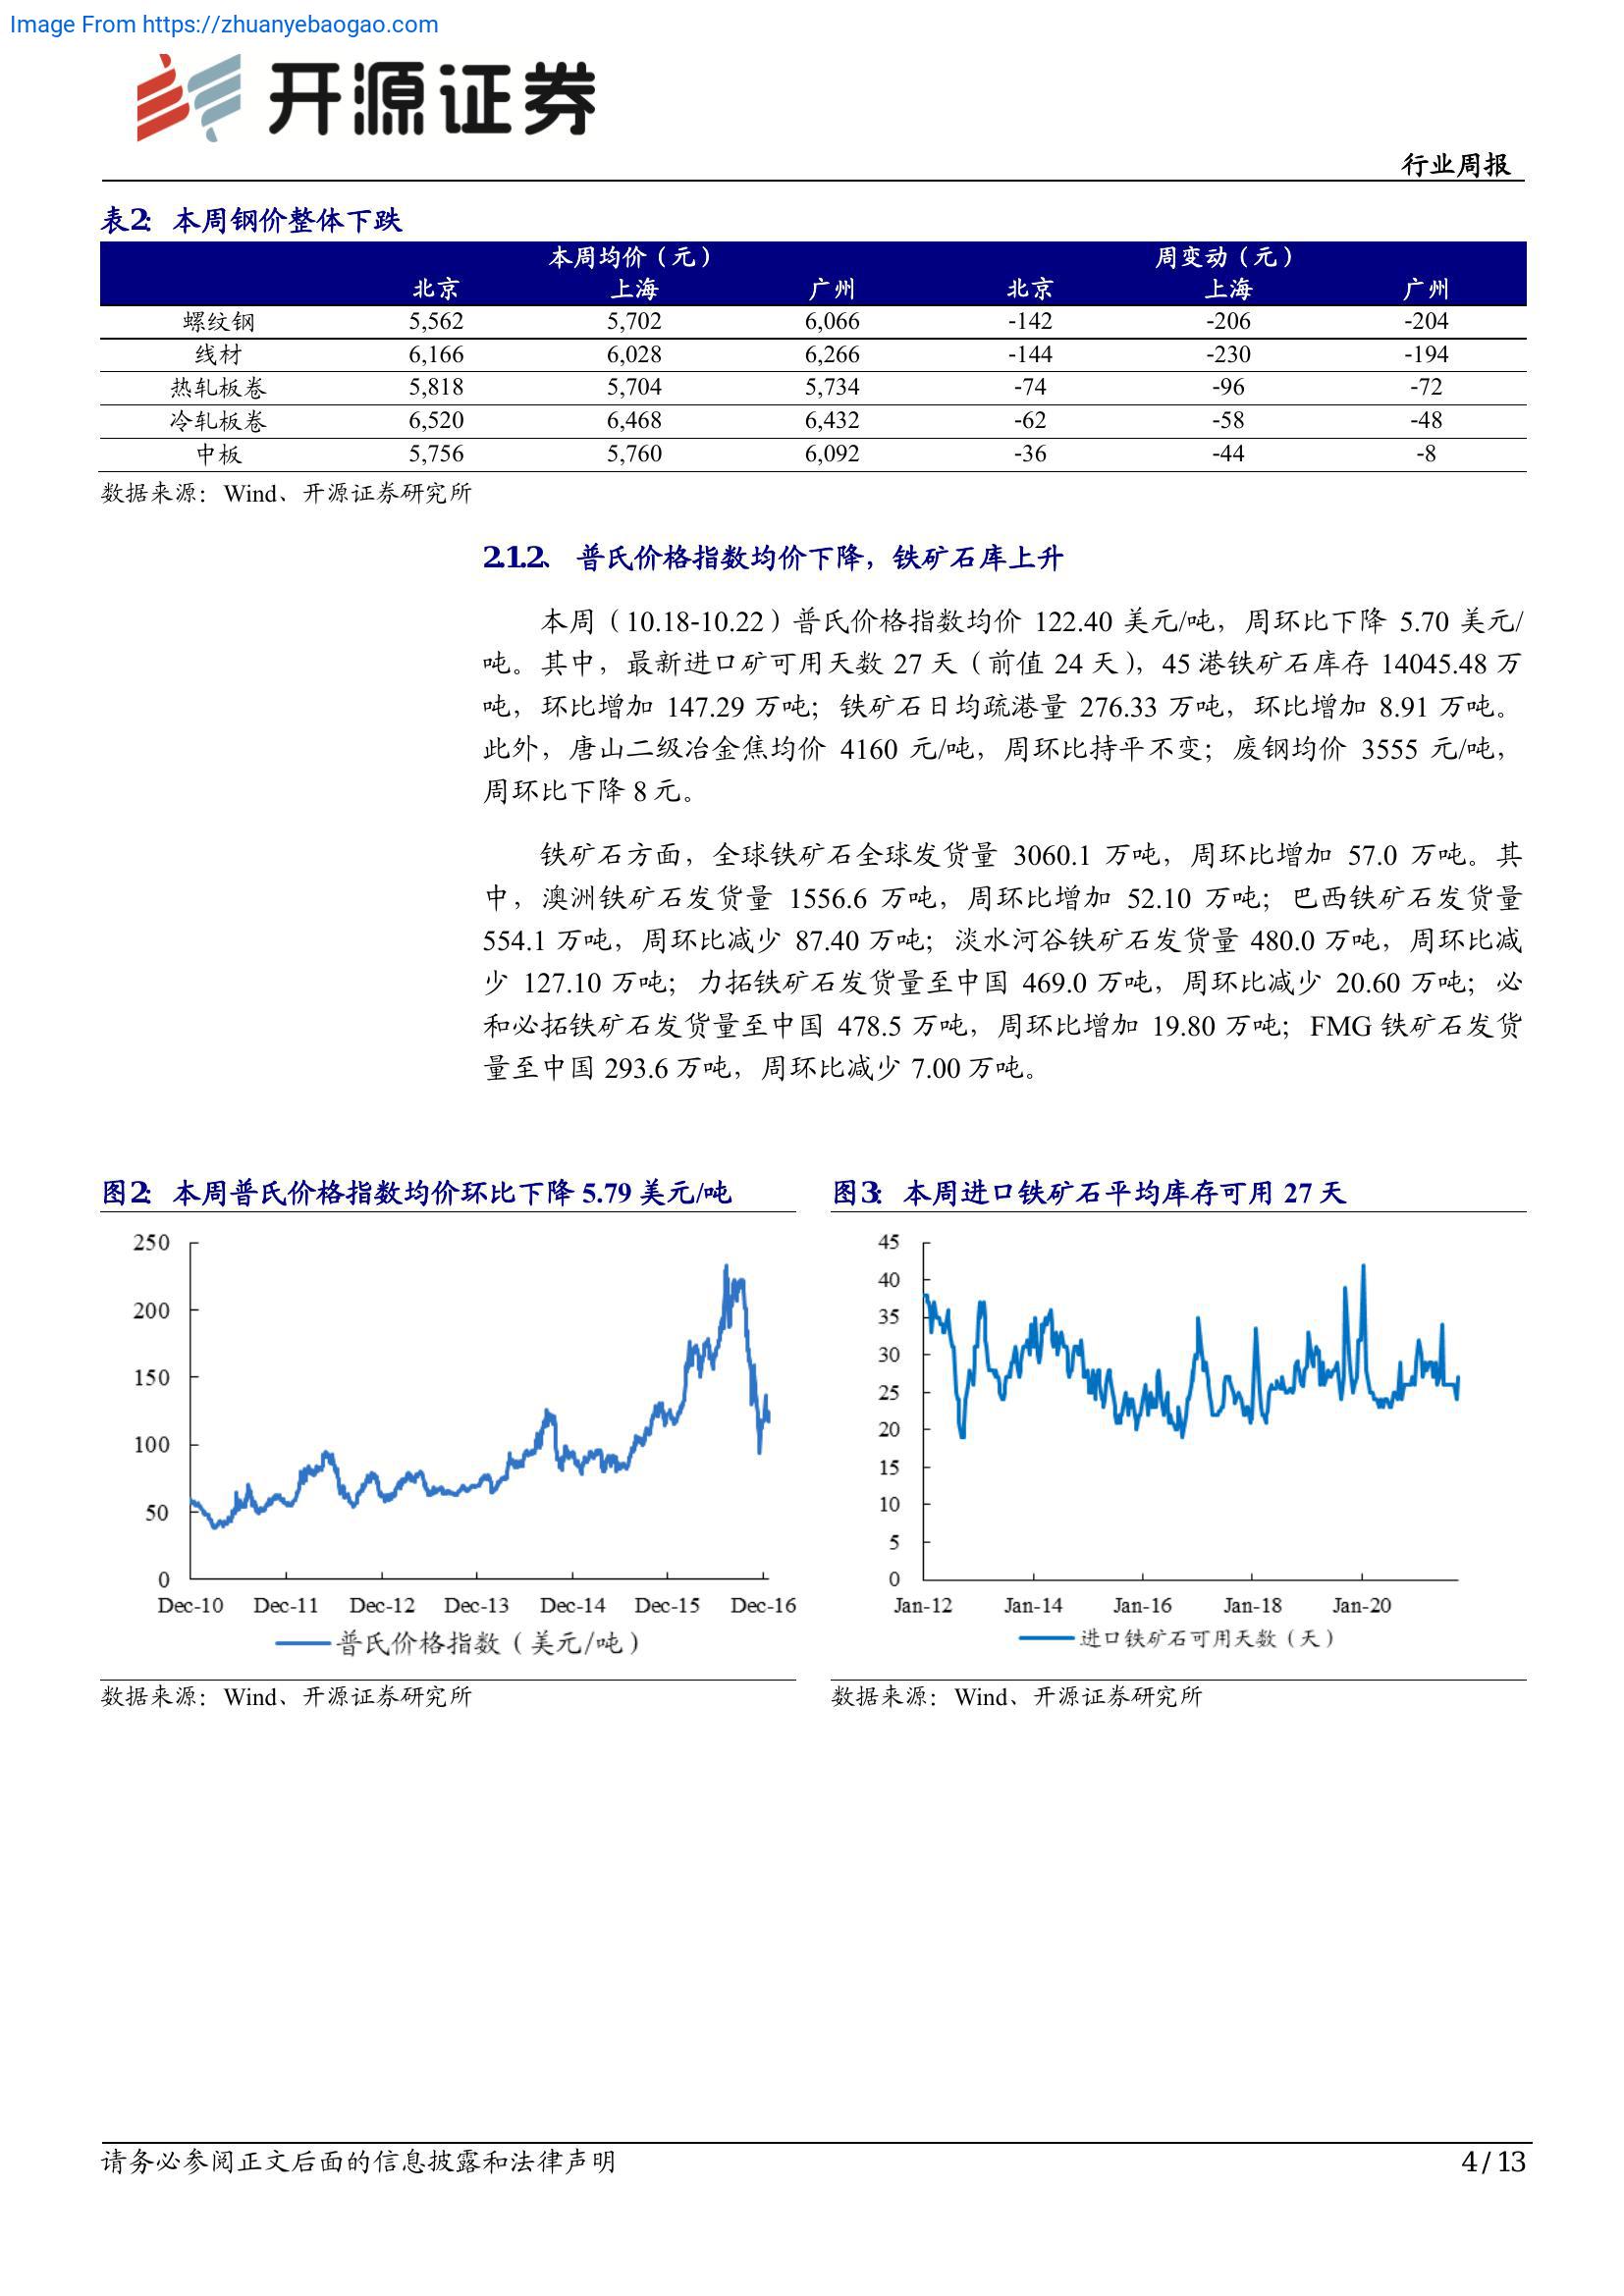 Image From https://zhuanyebaogao.com
开源证券
行业周报
表2: 本周钢价整体下跌
本周均价（元） 周变动（元）
北京 上海 广州 北京 上海 广州
螺纹钢 5,562 5,702 6,066 -142 -206 -204
线材 6,166 6,028 6,266 -144 -230 -194
热轧板卷 5,818 5,704 5,734 -74 -96 -72
冷轧板卷 6,520 6,468 6,432 -62 -58 -48
中板 5,756 5,760 6,092 -36 -44 -8
数据来源：Wind、开源证券研究所
2.1.2、 普氏价格指数均价下降，铁矿石库上升
本周（10.18-10.22）普氏价格指数均价 122.40 美元/吨，周环比下降 5.70 美元/
吨。其中，最新进口矿可用天数 27 天（前值 24 天），45 港铁矿石库存 14045.48 万
吨，环比增加 147.29 万吨；铁矿石日均疏港量 276.33 万吨，环比增加 8.91 万吨。
此外，唐山二级冶金焦均价 4160 元/吨，周环比持平不变；废钢均价 3555 元/吨，
周环比下降 8 元。
铁矿石方面，全球铁矿石全球发货量 3060.1 万吨，周环比增加 57.0 万吨。其
中，澳洲铁矿石发货量 1556.6 万吨，周环比增加 52.10 万吨；巴西铁矿石发货量
554.1 万吨，周环比减少 87.40 万吨；淡水河谷铁矿石发货量 480.0 万吨，周环比减
少 127.10 万吨；力拓铁矿石发货量至中国 469.0 万吨，周环比减少 20.60 万吨；必
和必拓铁矿石发货量至中国 478.5 万吨，周环比增加 19.80 万吨；FMG 铁矿石发货
量至中国 293.6 万吨，周环比减少 7.00 万吨。
图2: 本周普氏价格指数均价环比下降 5.79 美元/吨
250
200
150
100
50
0
Dec-10 Dec-11 Dec-12 Dec-13 Dec-14 Dec-15 Dec-16
普氏价格指数（美元/吨）
数据来源：Wind、开源证券研究所
图3: 本周进口铁矿石平均库存可用 27 天
45
40
35
30
25
20
15
10
5
0
Jan-12 Jan-14 Jan-16 Jan-18 Jan-20
进口铁矿石可用天数（天）
数据来源：Wind、开源证券研究所
请务必参阅正文后面的信息披露和法律声明 4 / 13